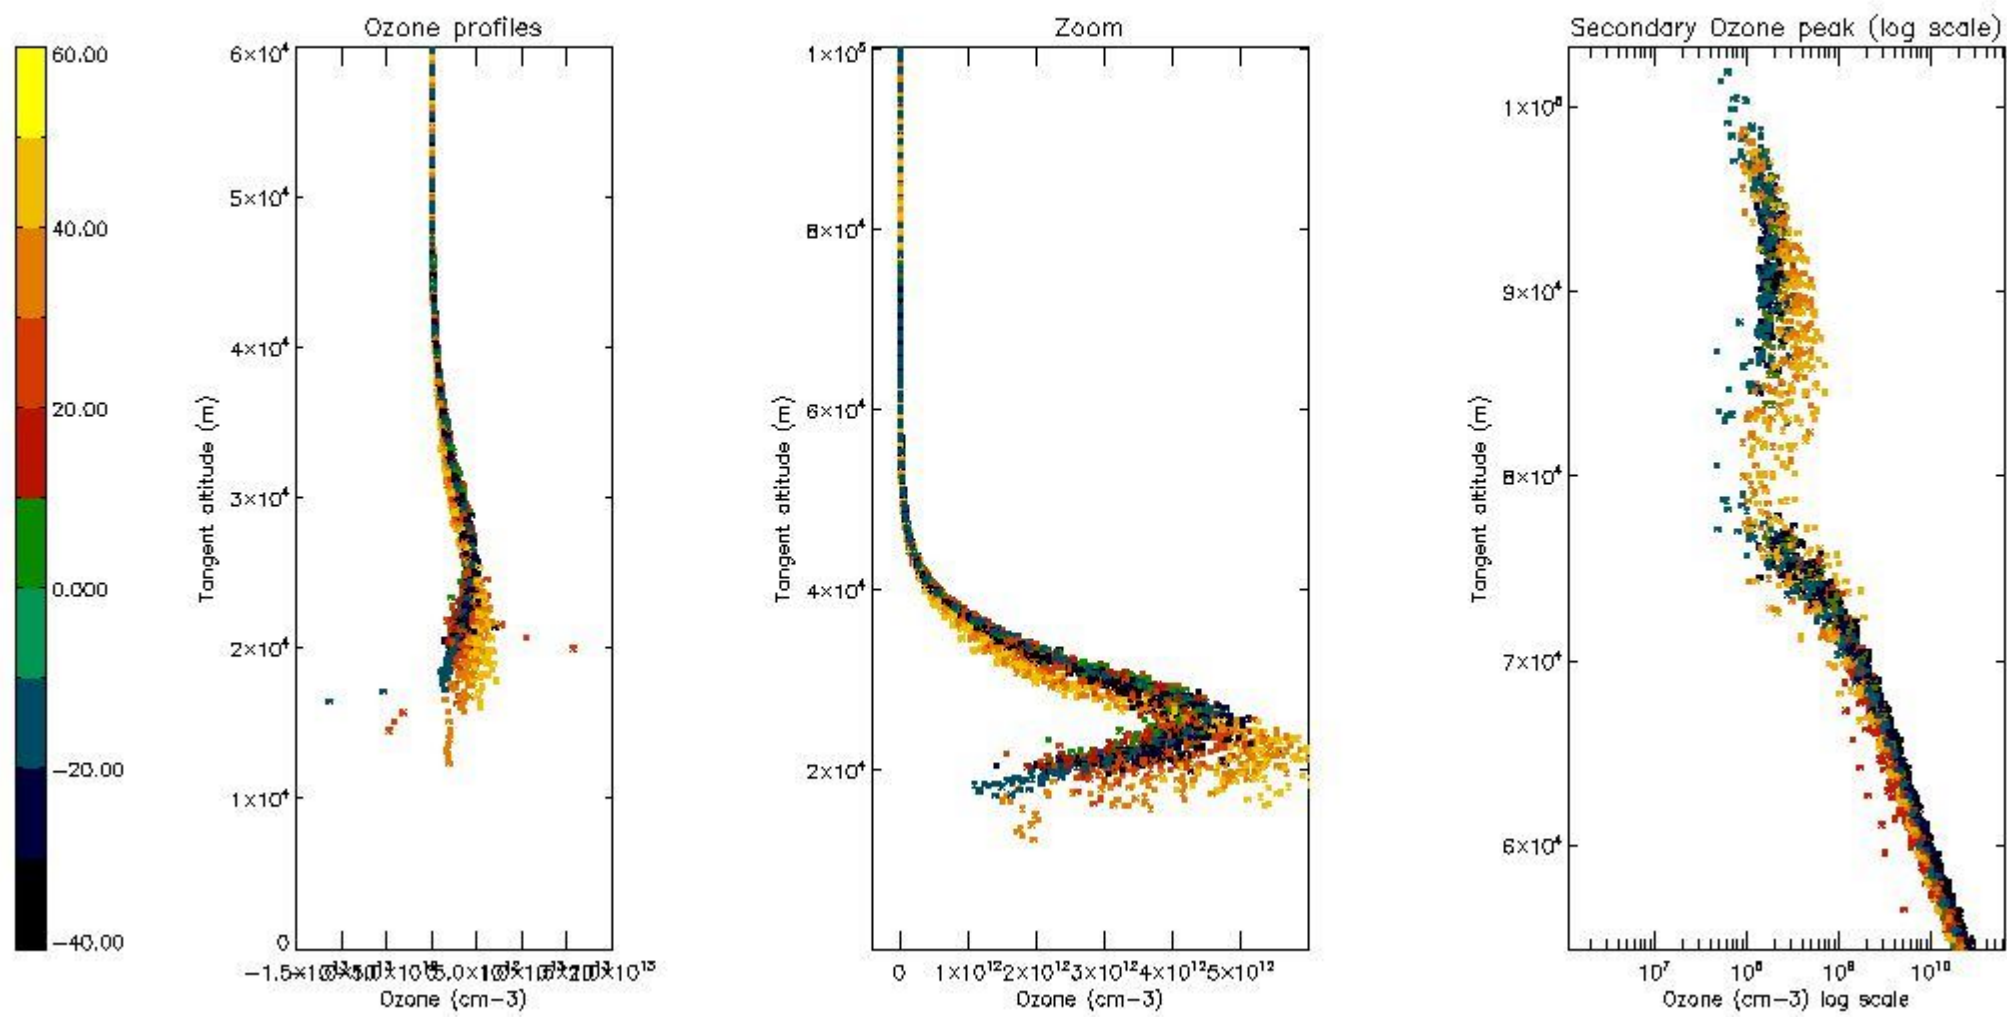 Ozone profiles
Zoom
Secondary Ozone peak (log scale)
60.00
40.00
20.00
0.000
−20.00
−40.00
6×10⁴
5×10⁴
4×10⁴
3×10⁴
2×10⁴
1×10⁴
0
Tangent altitude (m)
Ozone (cm−3)
1×10⁵
8×10⁴
6×10⁴
4×10⁴
2×10⁴
Tangent altitude (m)
0 1×10¹² 2×10¹² 3×10¹² 4×10¹² 5×10¹²
Ozone (cm−3)
1×10⁵
9×10⁴
8×10⁴
7×10⁴
6×10⁴
Tangent altitude (m)
10⁷ 10⁸ 10⁹ 10¹⁰
Ozone (cm−3) log scale